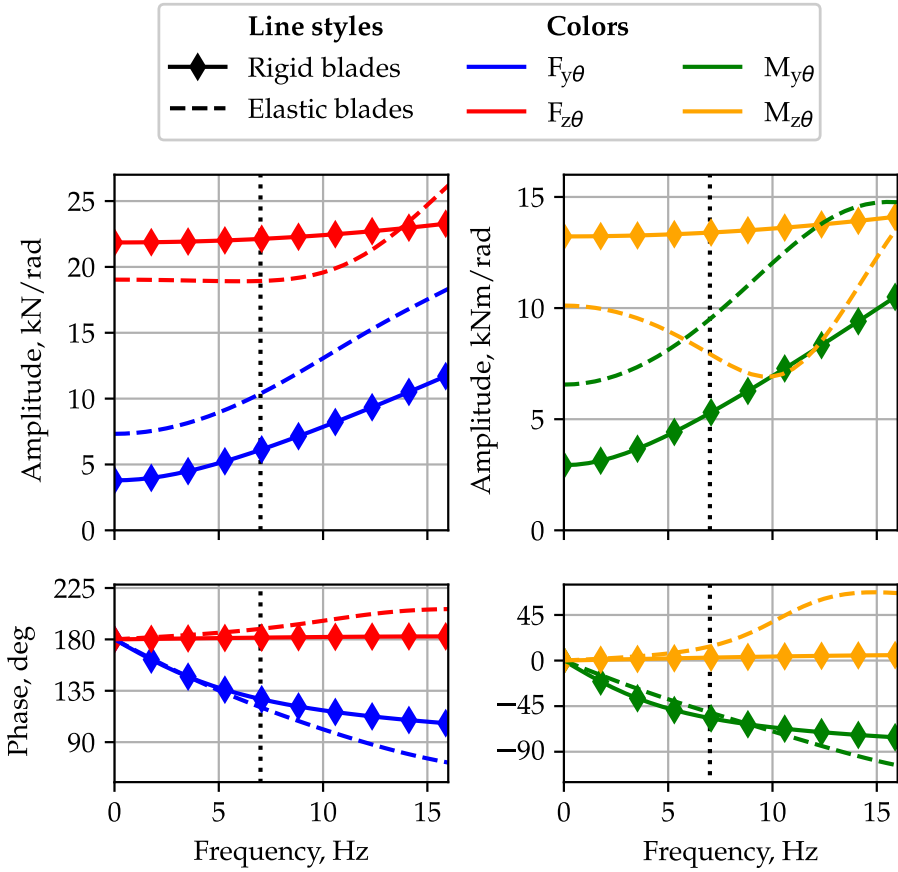 Line styles Colors
Rigid blades F_yθ M_yθ
Elastic blades F_zθ M_zθ
25
20
15
10
5
0
Amplitude, kN/rad
15
10
5
0
Amplitude, kNm/rad
225
180
135
90
Phase, deg
0 5 10 15
Frequency, Hz
45
0
−45
−90
0 5 10 15
Frequency, Hz